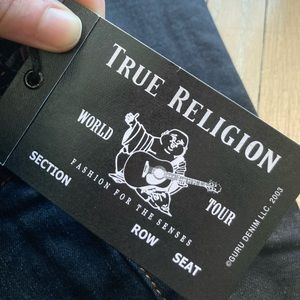 TRUE RELIGION
WORLD TOUR
FASHION FOR THE SENSES
SECTION ROW SEAT
©GURU DENIM LLC. 2003